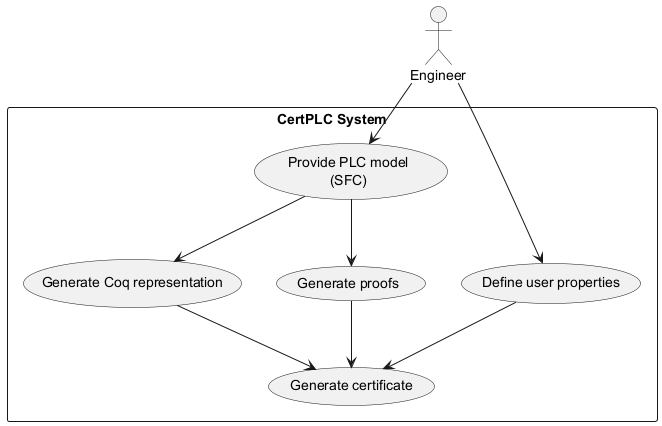 Engineer
CertPLC System
Provide PLC model
(SFC)
Generate Coq representation
Generate proofs
Define user properties
Generate certificate